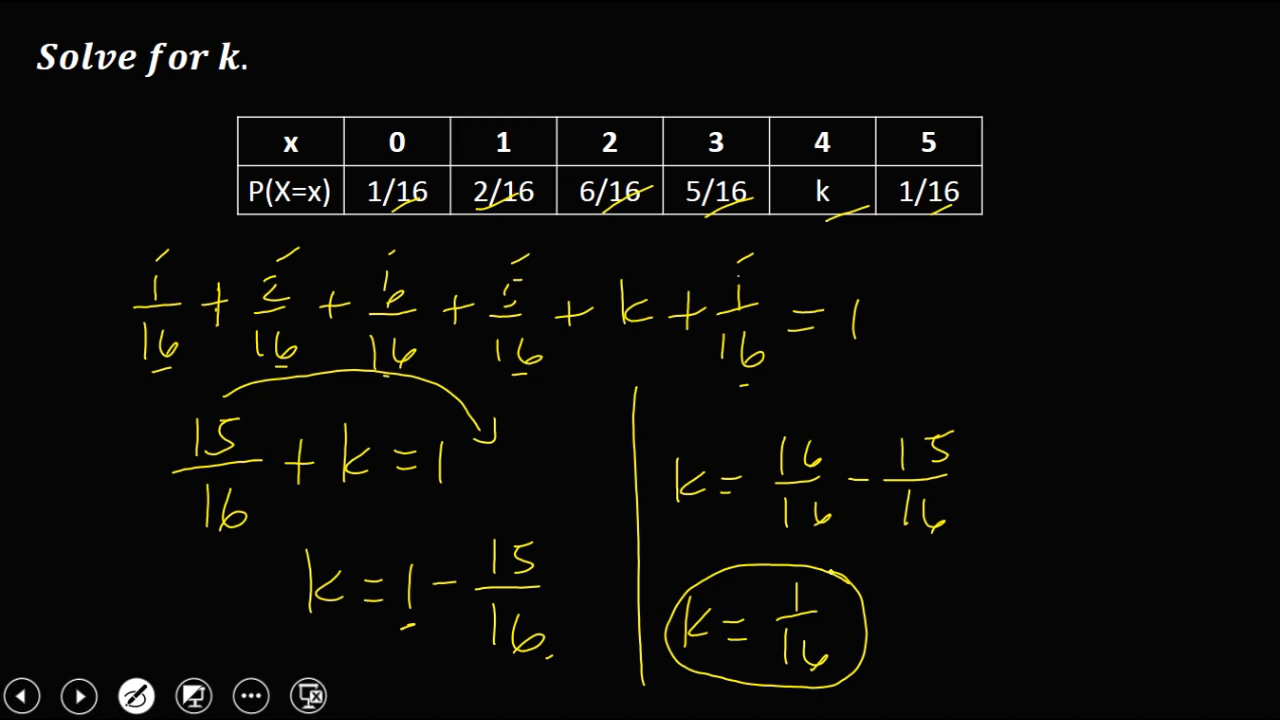 Solve for k.
x 0 1 2 3 4 5
P(X=x) 1/16 2/16 6/16 5/16 k 1/16
1/16 + 2/16 + 6/16 + 5/16 + k + 1/16 = 1
15/16 + k = 1
k = 1 - 15/16
k = 16/16 - 15/16
k = 1/16